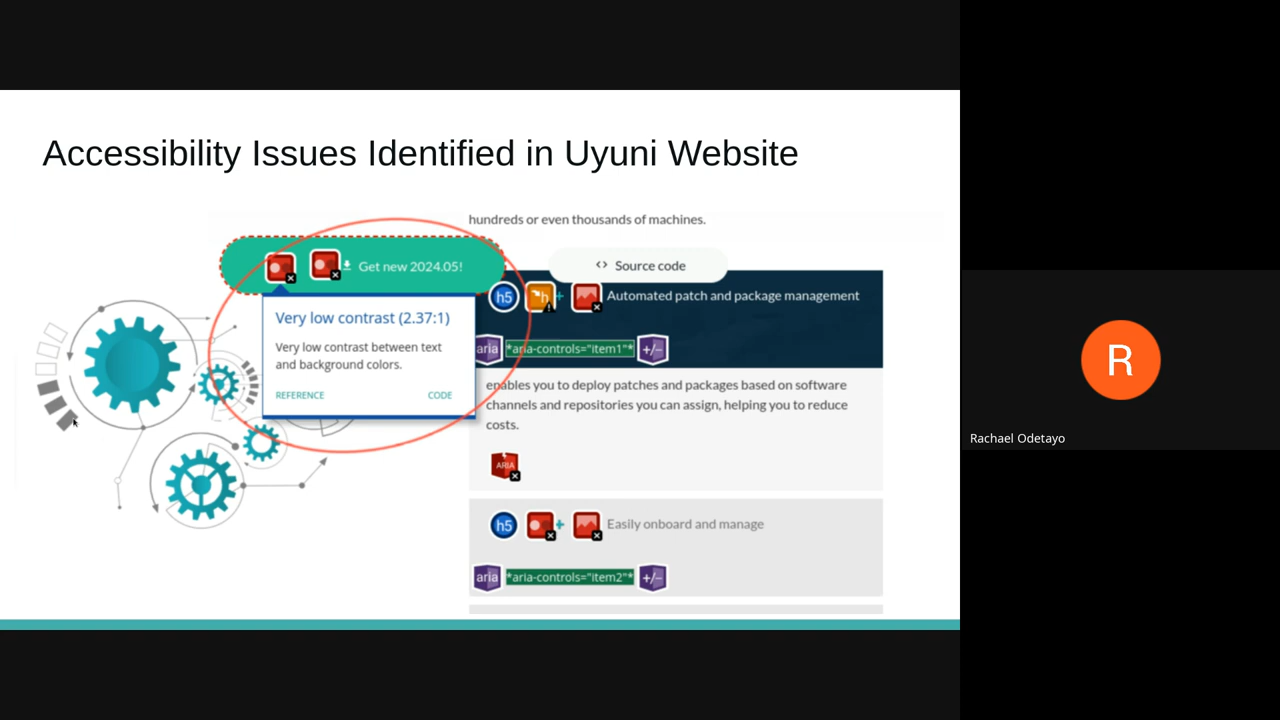 Accessibility Issues Identified in Uyuni Website
hundreds or even thousands of machines.
Get new 2024.05!
<> Source code
Very low contrast (2.37:1)
Very low contrast between text
and background colors.
REFERENCE CODE
h5 h + Automated patch and package management
aria *aria-controls="item1"* +/−
enables you to deploy patches and packages based on software
channels and repositories you can assign, helping you to reduce
costs.
ARIA
h5 + Easily onboard and manage
aria *aria-controls="item2"* +/−
R
Rachael Odetayo